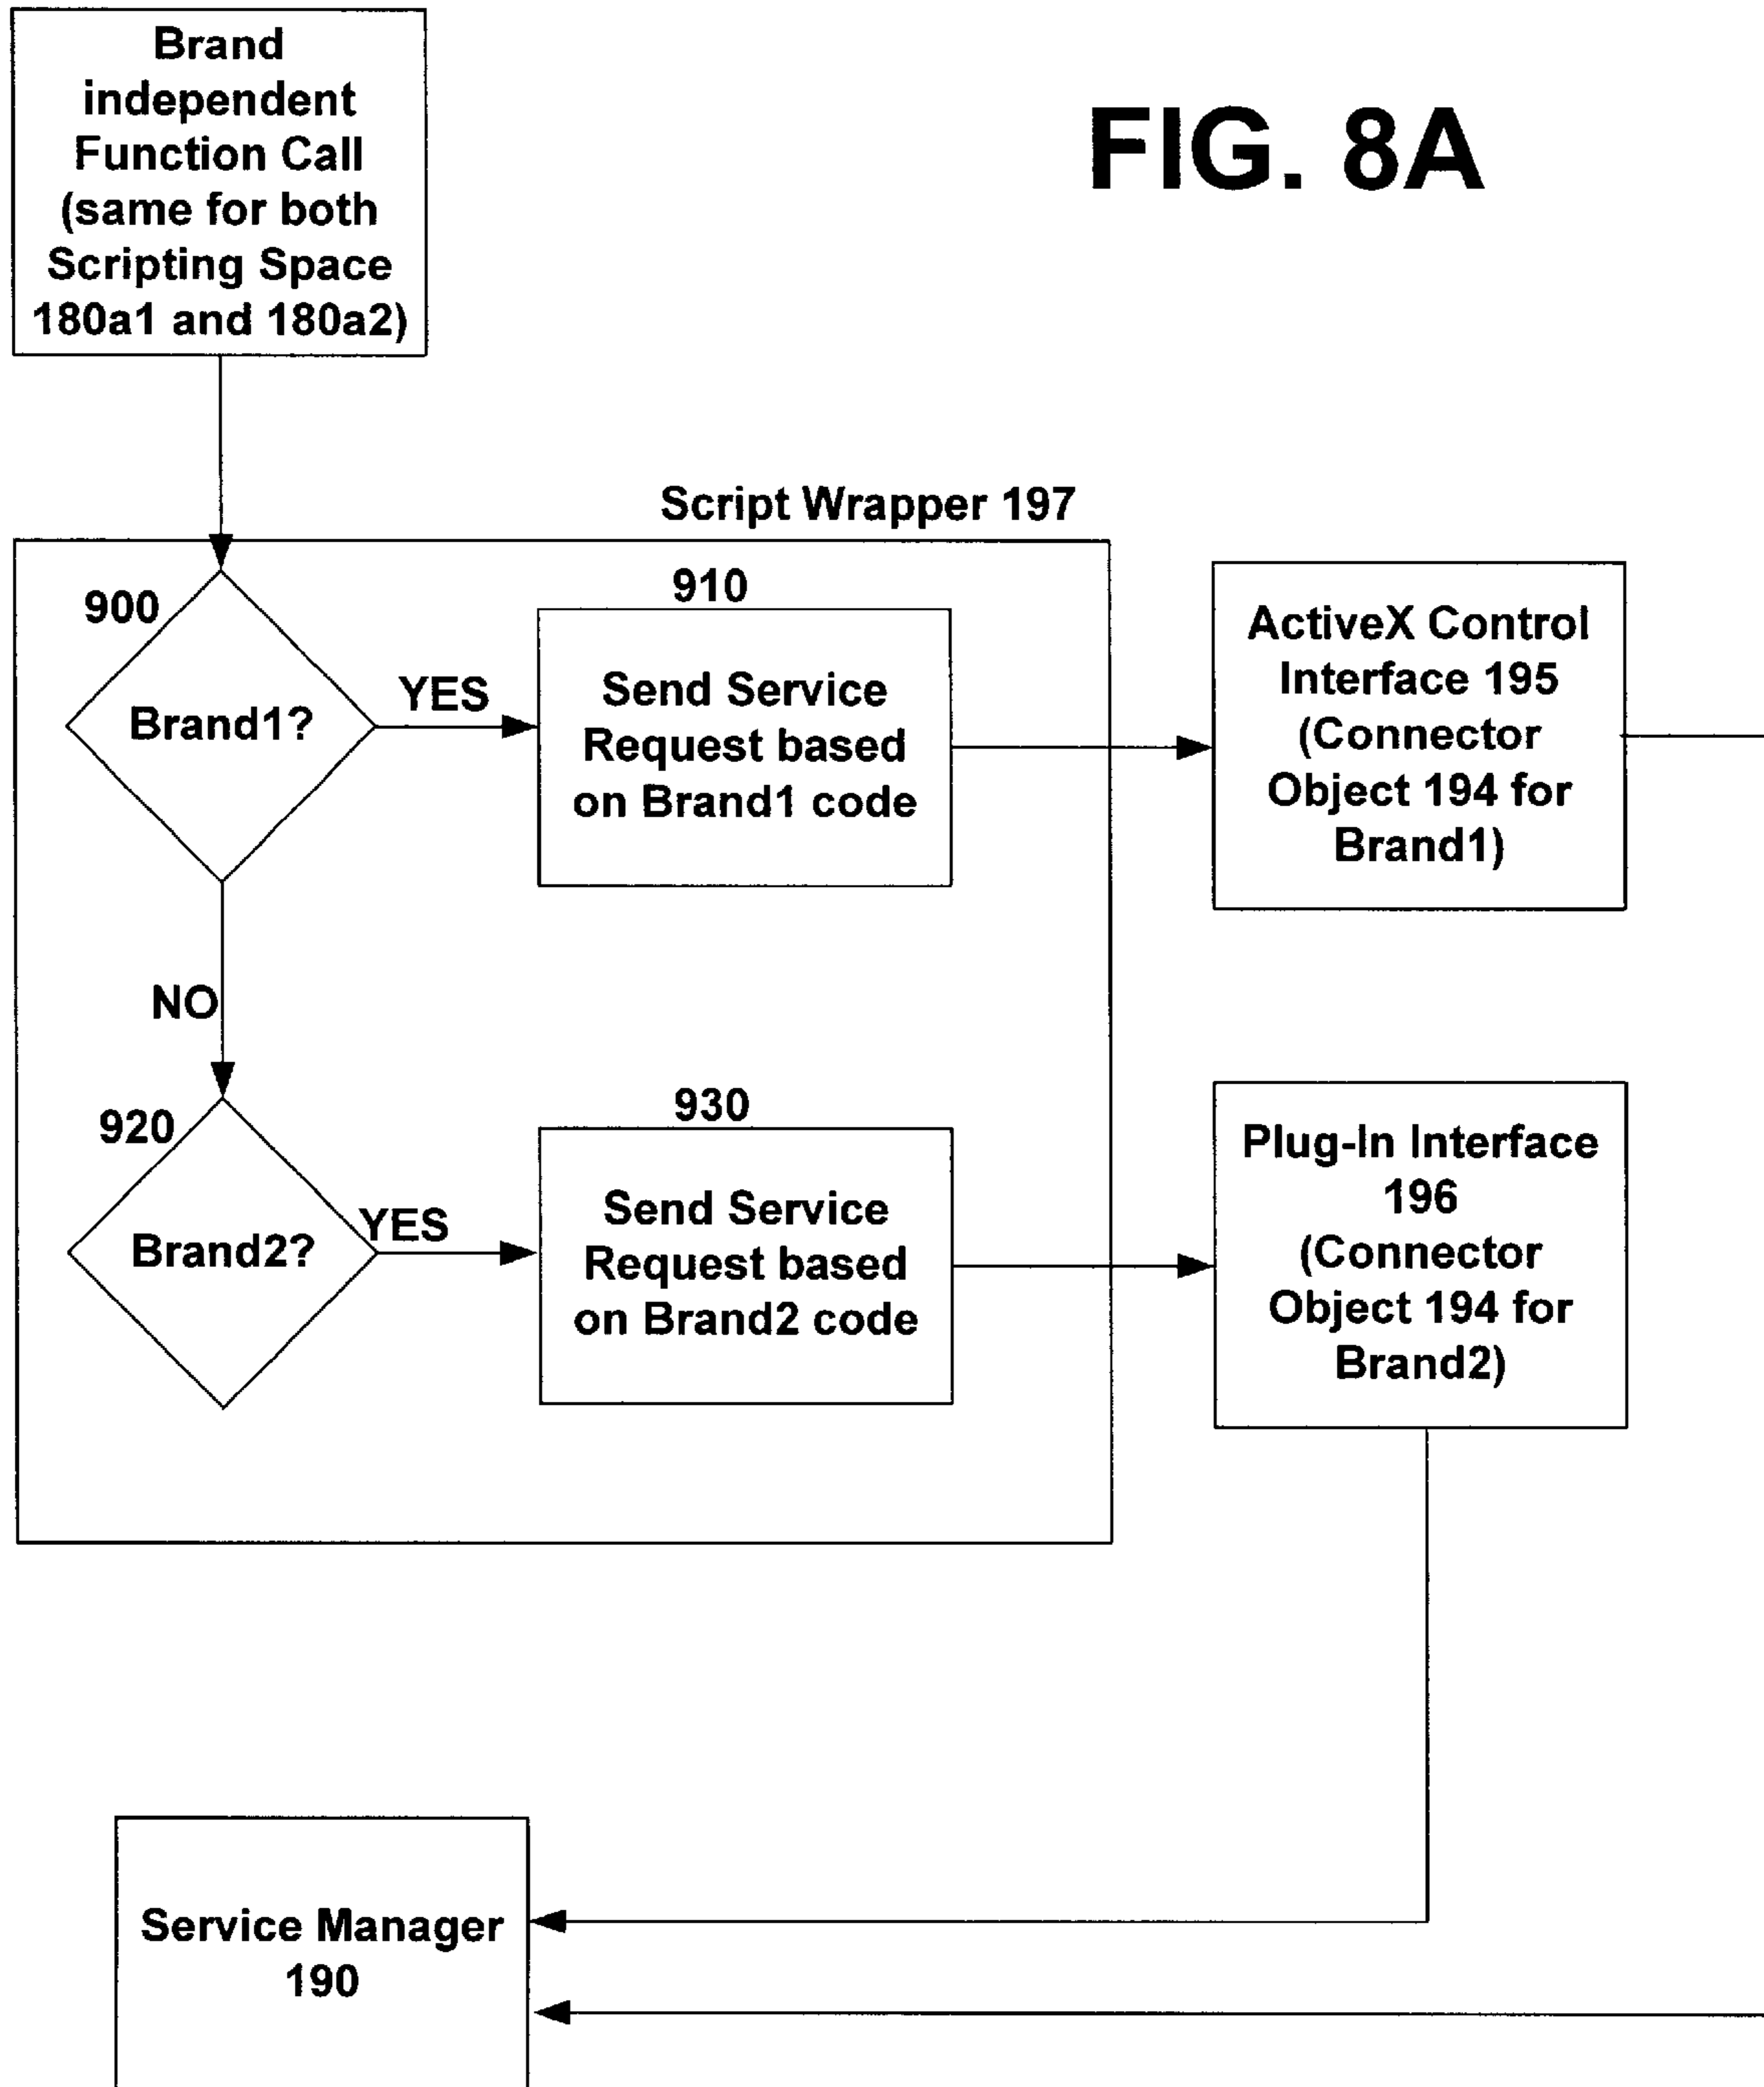 Brand
independent
Function Call
(same for both
Scripting Space
180a1 and 180a2)
FIG. 8A
Script Wrapper 197
900
Brand1?
YES
910
Send Service
Request based
on Brand1 code
ActiveX Control
Interface 195
(Connector
Object 194 for
Brand1)
NO
920
Brand2?
YES
930
Send Service
Request based
on Brand2 code
Plug-In Interface
196
(Connector
Object 194 for
Brand2)
Service Manager
190